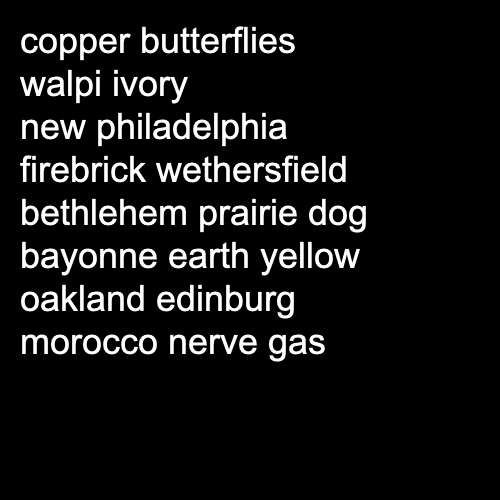 copper butterflies
walpi ivory
new philadelphia
firebrick wethersfield
bethlehem prairie dog
bayonne earth yellow
oakland edinburg
morocco nerve gas